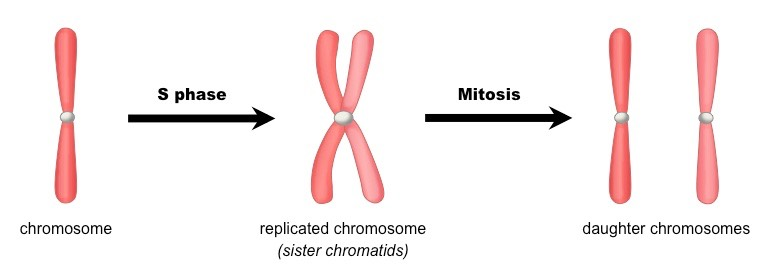 S phase
Mitosis
chromosome
replicated chromosome
(sister chromatids)
daughter chromosomes